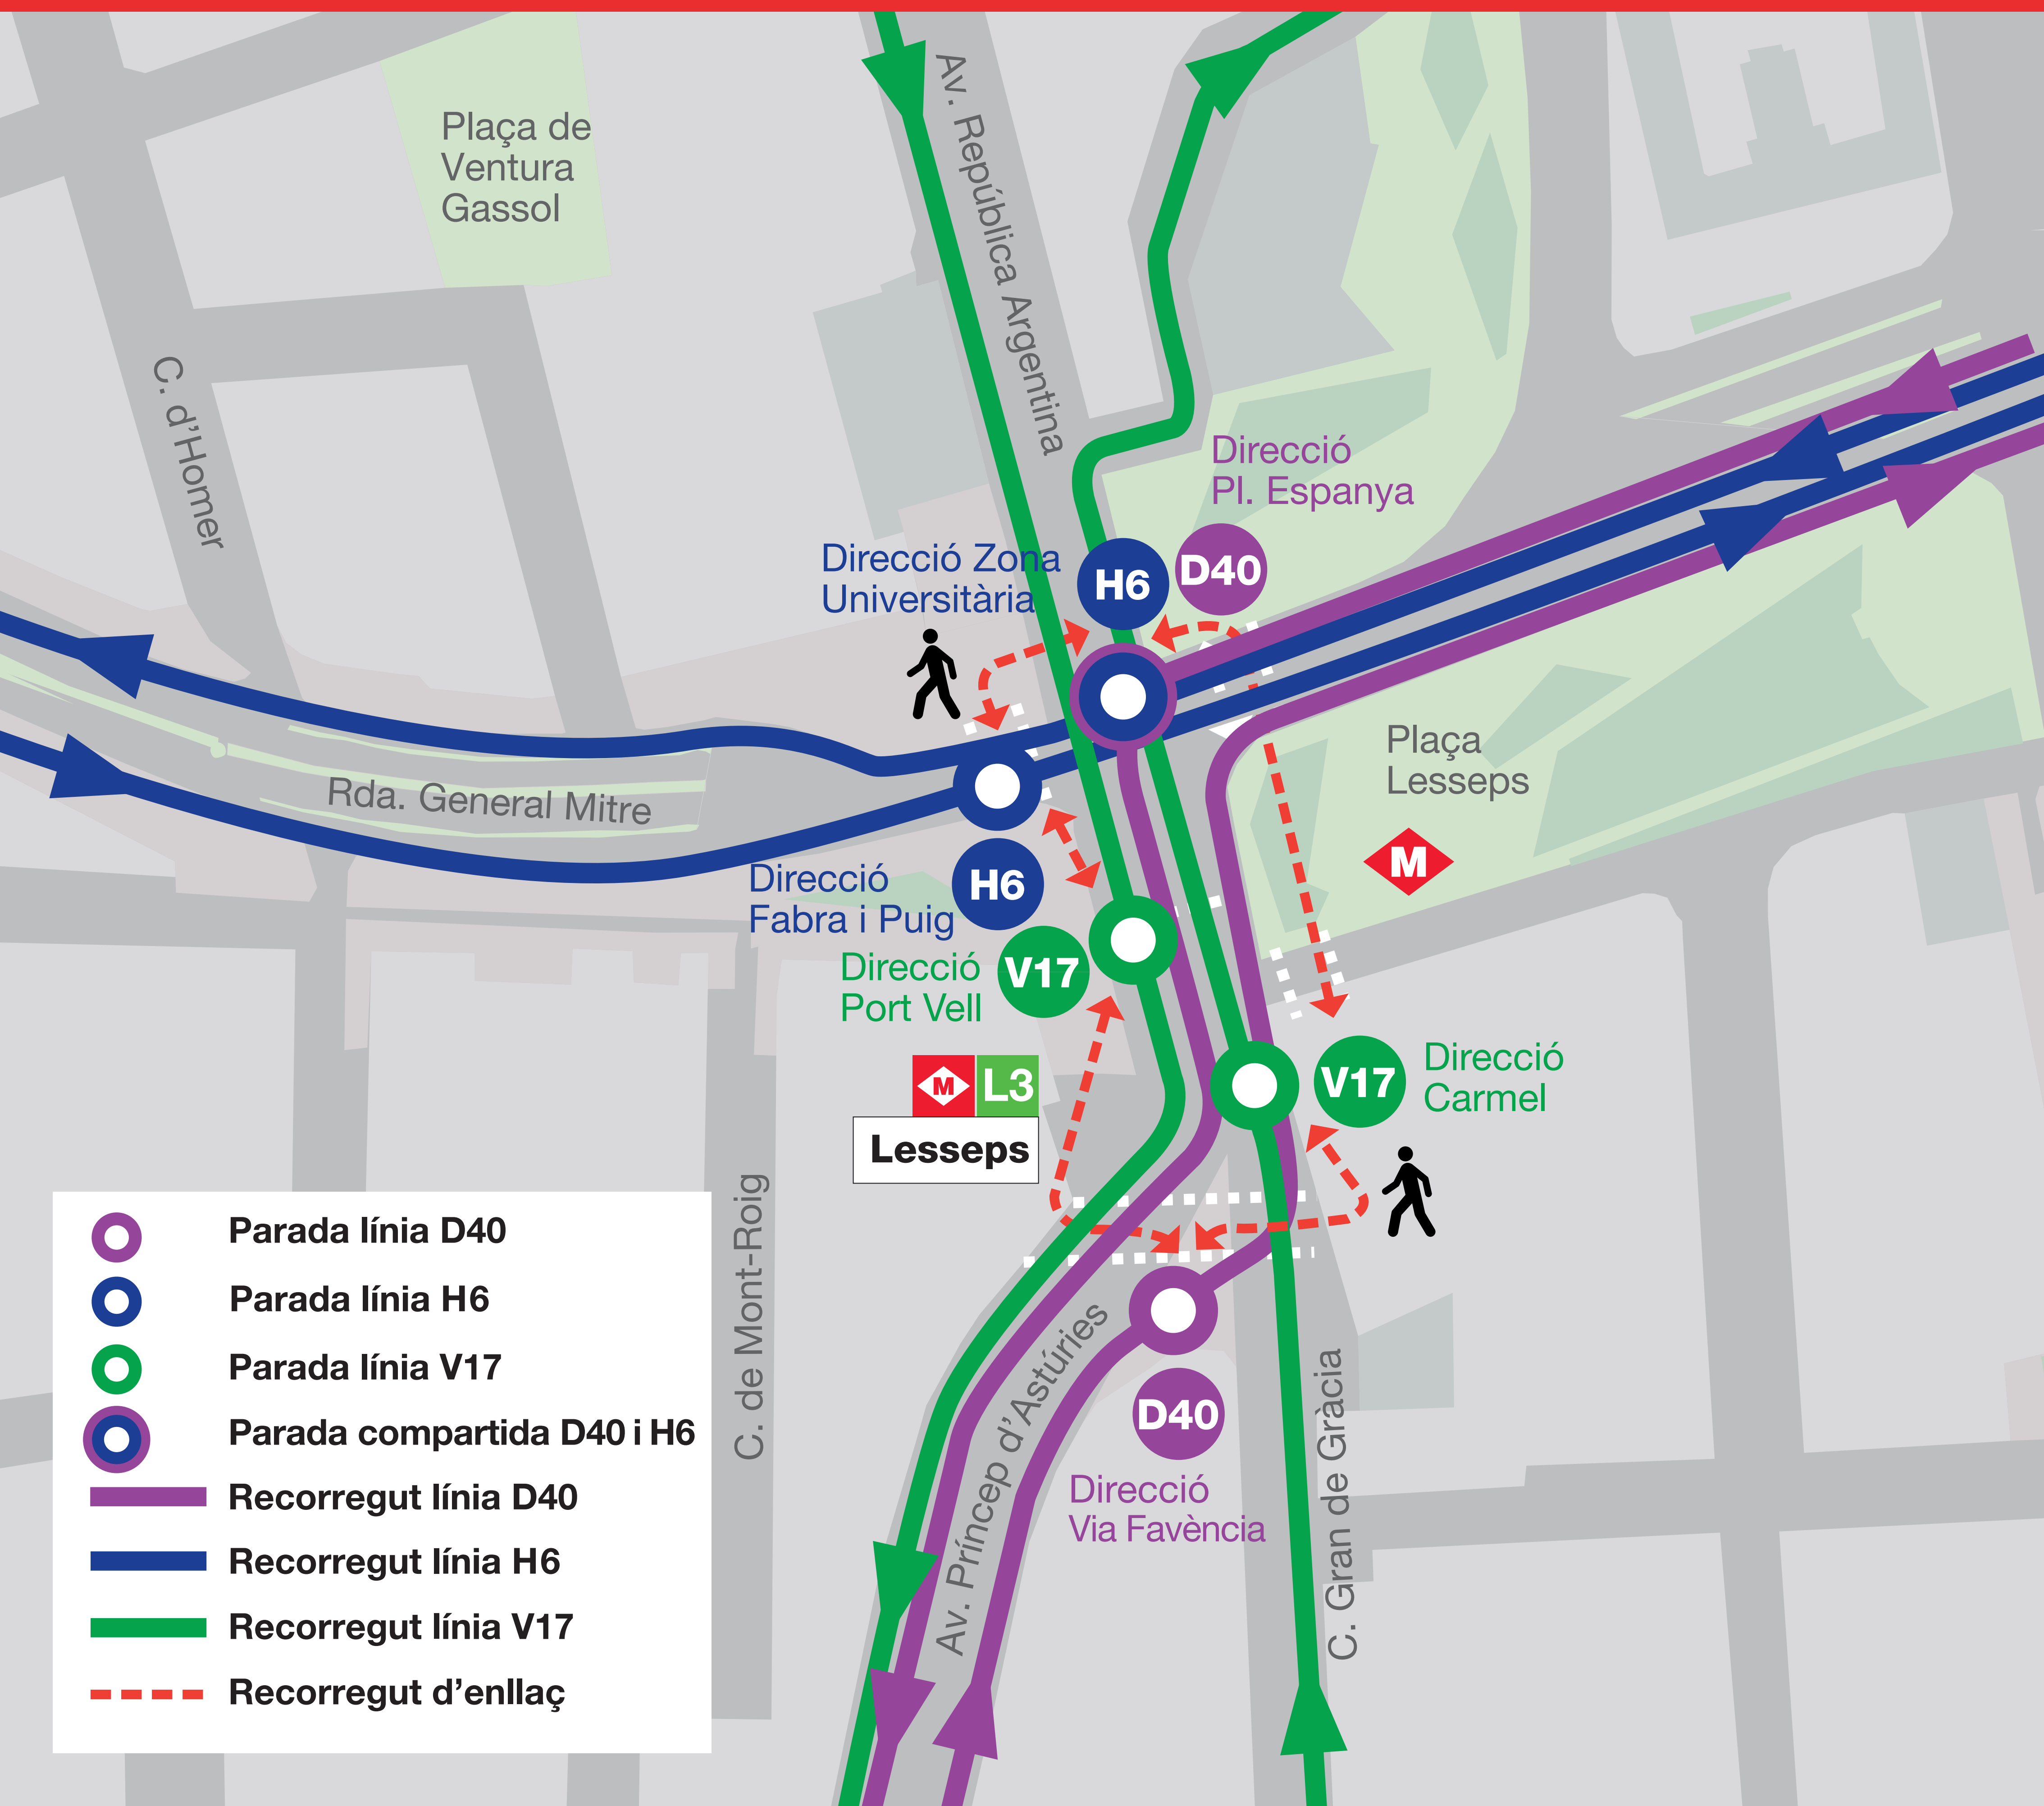 Plaça de
Ventura
Gassol
Av. República Argentina
C. d'Homer
Direcció
Pl. Espanya
D40
H6
Direcció Zona
Universitària
Rda. General Mitre
Plaça
Lesseps
M
Direcció
Fabra i Puig
H6
Direcció
Port Vell
V17
M L3
Lesseps
V17
Direcció
Carmel
C. de Mont-Roig
Av. Príncep d'Astúries
D40
Direcció
Via Favència
C. Gran de Gràcia
Parada línia D40
Parada línia H6
Parada línia V17
Parada compartida D40 i H6
Recorregut línia D40
Recorregut línia H6
Recorregut línia V17
Recorregut d’enllaç